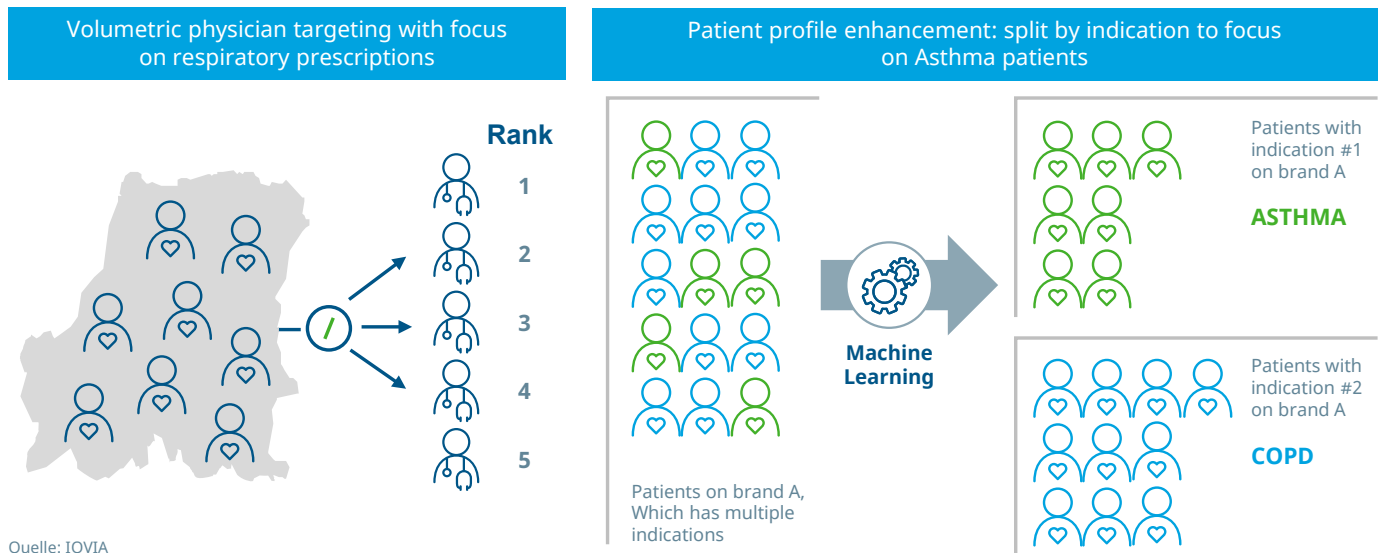 Volumetric physician targeting with focus
on respiratory prescriptions
Rank
1
2
3
4
5
Quelle: IQVIA
Patient profile enhancement: split by indication to focus
on Asthma patients
Patients on brand A,
Which has multiple
indications
Machine
Learning
Patients with
indication #1
on brand A
ASTHMA
Patients with
indication #2
on brand A
COPD